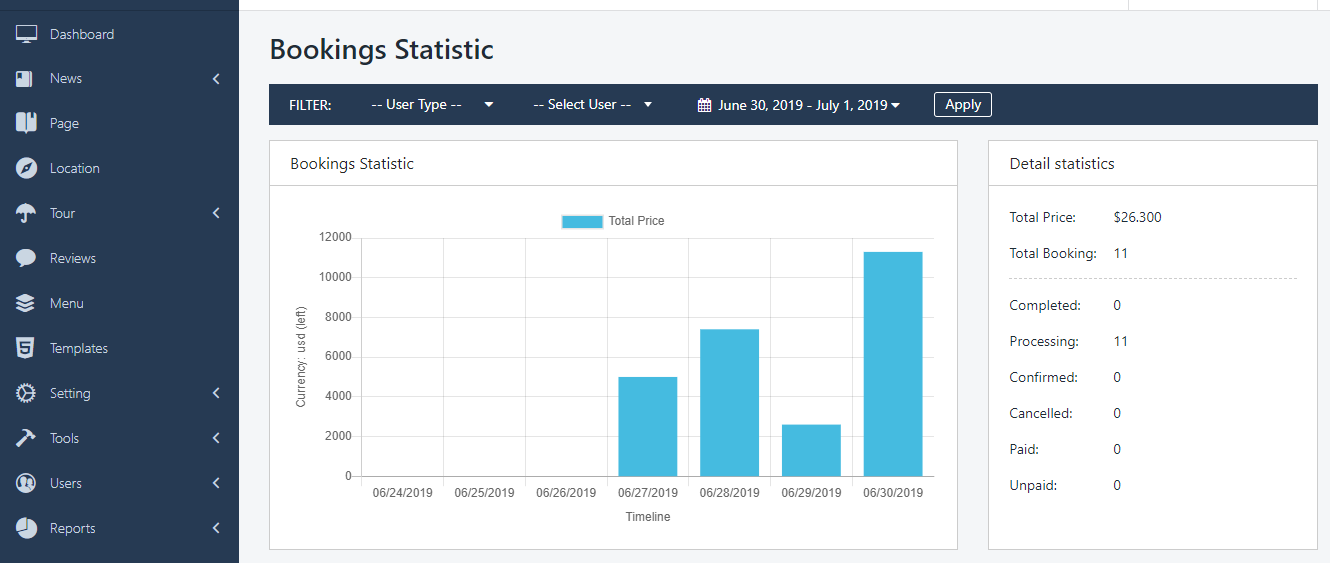 Dashboard
News
Page
Location
Tour
Reviews
Menu
Templates
Setting
Tools
Users
Reports
Bookings Statistic
FILTER: -- User Type -- -- Select User -- June 30, 2019 - July 1, 2019 Apply
Bookings Statistic
Total Price
12000
10000
8000
6000
4000
2000
0
Currency: usd (left)
06/24/2019 06/25/2019 06/26/2019 06/27/2019 06/28/2019 06/29/2019 06/30/2019
Timeline
Detail statistics
Total Price: $26.300
Total Booking: 11
Completed: 0
Processing: 11
Confirmed: 0
Cancelled: 0
Paid: 0
Unpaid: 0